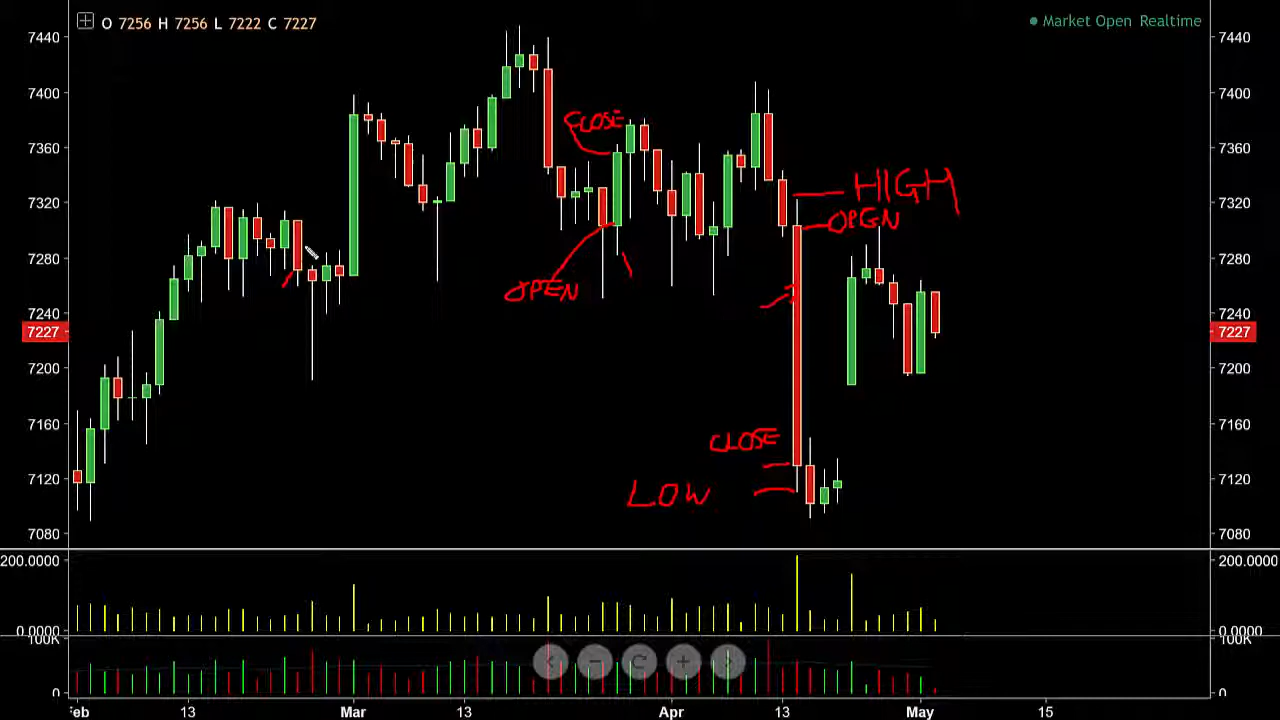 O 7256 H 7256 L 7222 C 7227
Market Open Realtime
7440 7440
7400 7400
CLOSE
7360 7360
HIGH
7320 7320
OPEN
7280 7280
OPEN
7240 7240
7227 7227
7200 7200
7160 7160
CLOSE
7120 7120
LOW
7080 7080
200.0000 200.0000
0.0000 0.0000
100K 100K
0 0
Feb 13 Mar 13 Apr 13 May 15